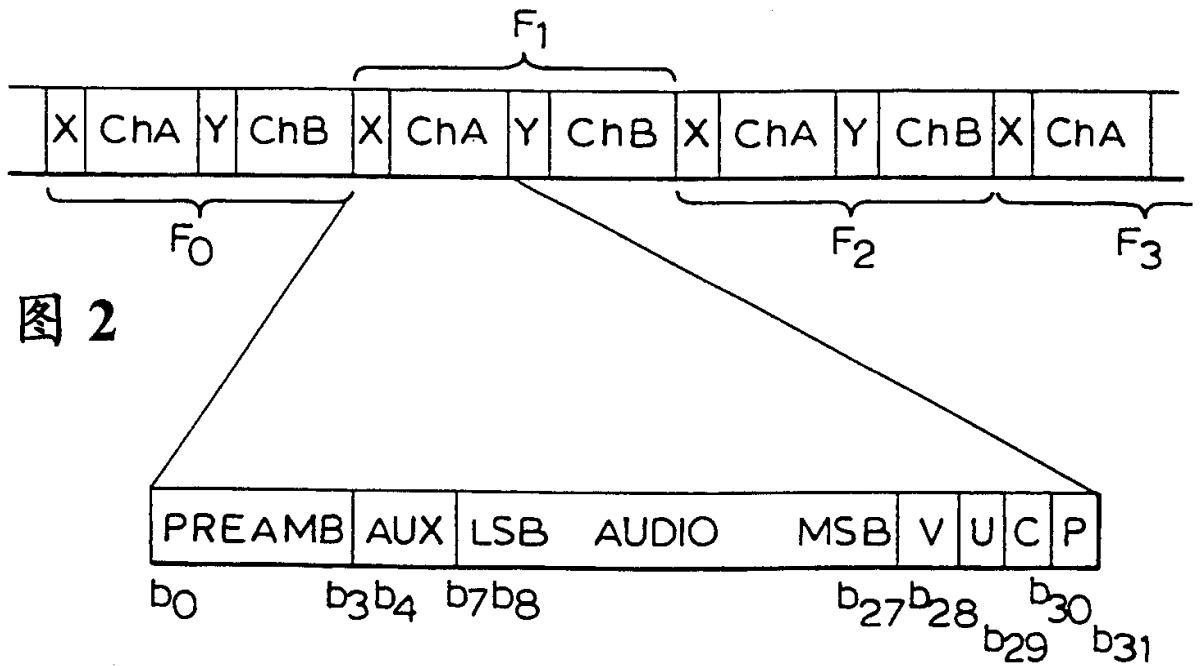 F1
X ChA Y ChB X ChA Y ChB X ChA Y ChB X ChA
F0 F2 F3
图 2
PREAMB AUX LSB AUDIO MSB V U C P
b0 b3 b4 b7 b8 b27 b28 b29 b30 b31